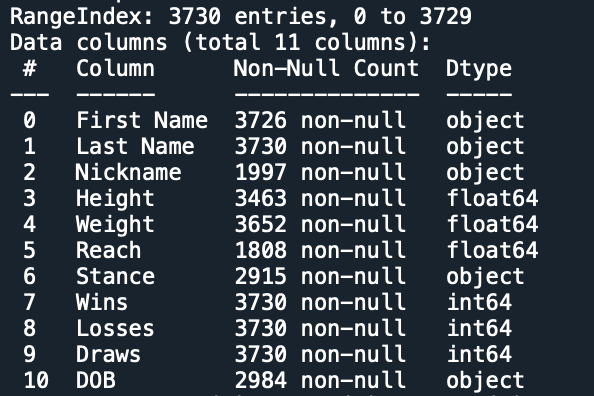 RangeIndex: 3730 entries, 0 to 3729
Data columns (total 11 columns):
 #   Column      Non-Null Count  Dtype
---  ------      --------------  -----
 0   First Name  3726 non-null   object
 1   Last Name   3730 non-null   object
 2   Nickname    1997 non-null   object
 3   Height      3463 non-null   float64
 4   Weight      3652 non-null   float64
 5   Reach       1808 non-null   float64
 6   Stance      2915 non-null   object
 7   Wins        3730 non-null   int64
 8   Losses      3730 non-null   int64
 9   Draws       3730 non-null   int64
 10  DOB         2984 non-null   object